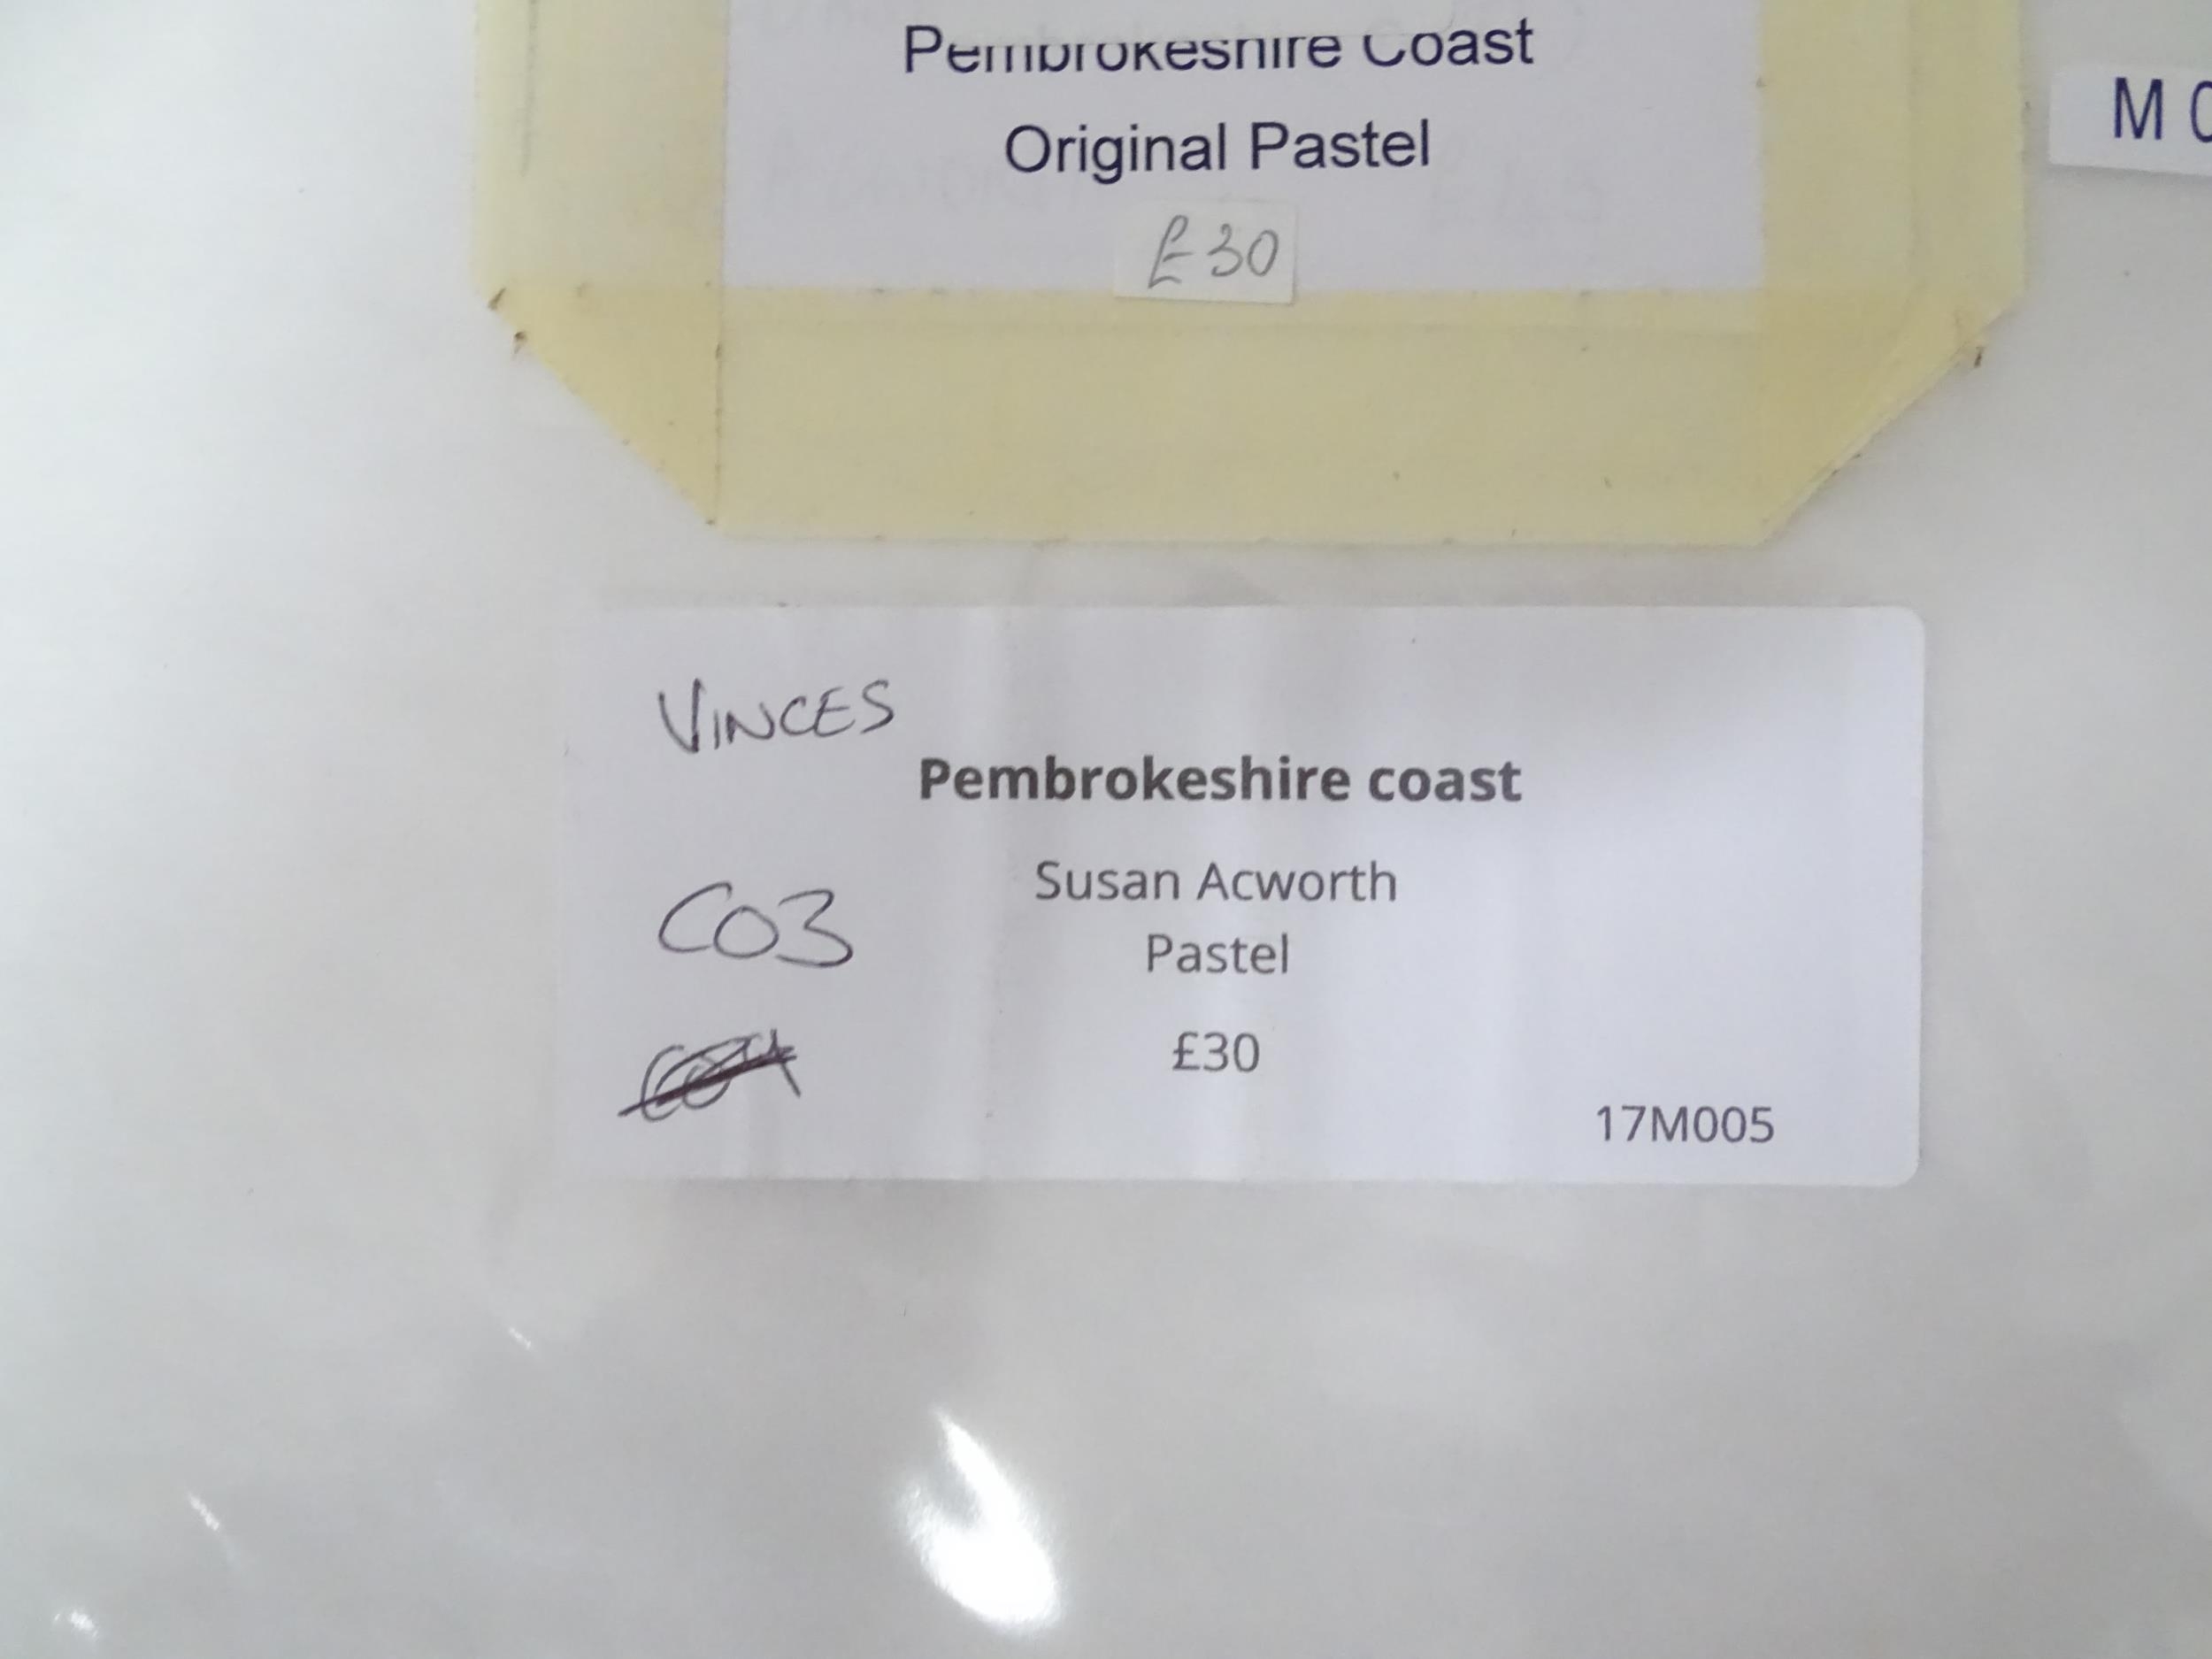 Pembrokeshire Coast
Original Pastel
£30
M
VINCES
Pembrokeshire coast
Susan Acworth
C03
Pastel
£30
17M005